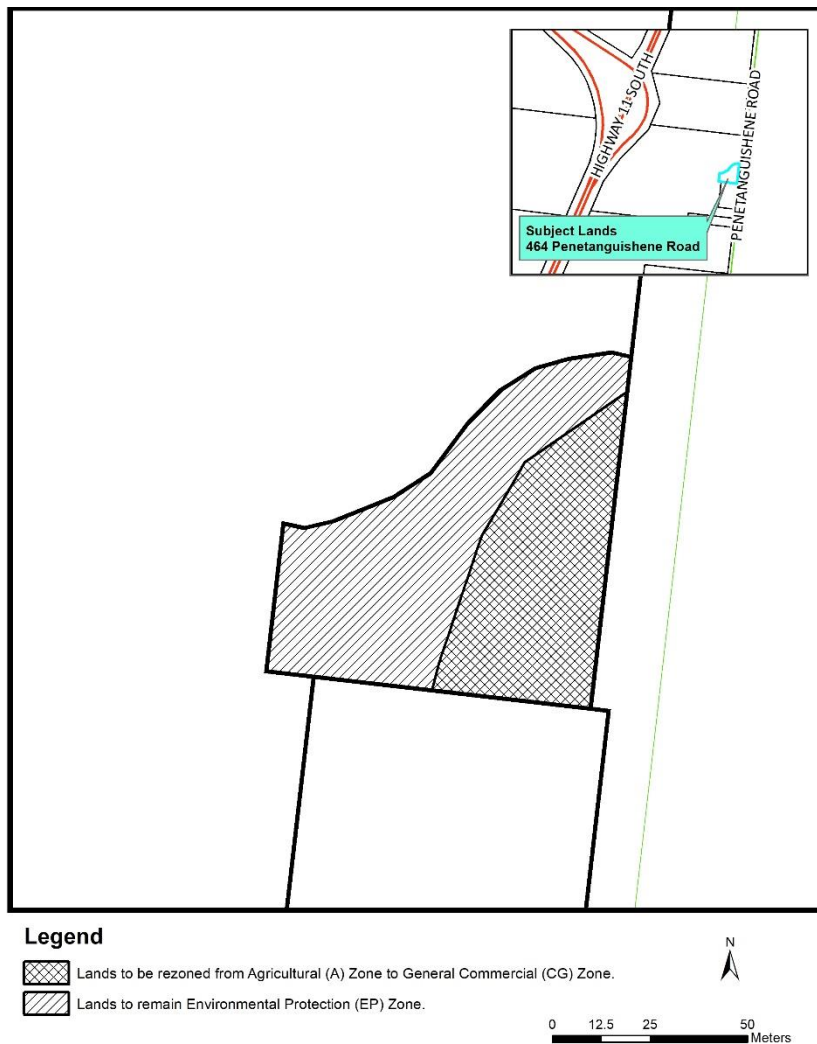 HIGHWAY 11 SOUTH
PENETANGUISHENE ROAD
Subject Lands
464 Penetanguishene Road
Legend
Lands to be rezoned from Agricultural (A) Zone to General Commercial (CG) Zone.
Lands to remain Environmental Protection (EP) Zone.
N
0 12.5 25 50
Meters